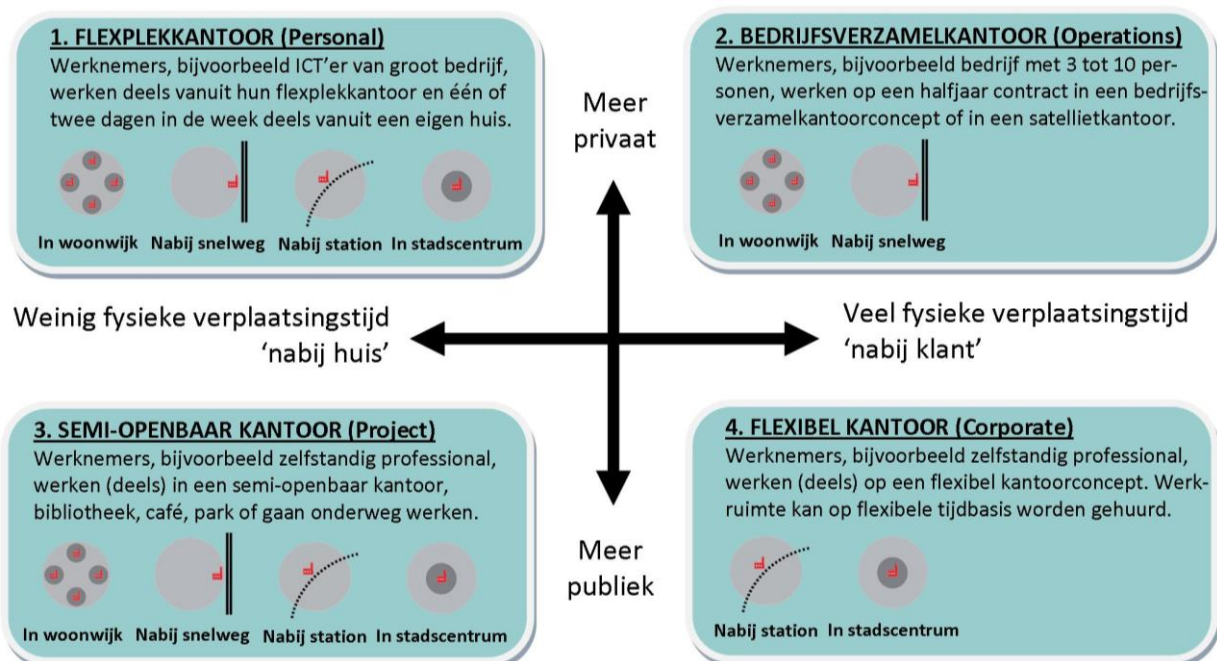 1. FLEXPLEKKANTOOR (Personal)
Werknemers, bijvoorbeeld ICT'er van groot bedrijf,
werken deels vanuit hun flexplekkantoor en één of
twee dagen in de week deels vanuit een eigen huis.
In woonwijk Nabij snelweg Nabij station In stadscentrum
Meer
privaat
2. BEDRIJFSVERZAMELKANTOOR (Operations)
Werknemers, bijvoorbeeld bedrijf met 3 tot 10 per-
sonen, werken op een halfjaar contract in een bedrijfs-
verzamelkantoorconcept of in een satellietkantoor.
In woonwijk Nabij snelweg
Weinig fysieke verplaatsingstijd
‘nabij huis’
Veel fysieke verplaatsingstijd
‘nabij klant’
3. SEMI-OPENBAAR KANTOOR (Project)
Werknemers, bijvoorbeeld zelfstandig professional,
werken (deels) in een semi-openbaar kantoor,
bibliotheek, café, park of gaan onderweg werken.
In woonwijk Nabij snelweg Nabij station In stadscentrum
Meer
publiek
4. FLEXIBEL KANTOOR (Corporate)
Werknemers, bijvoorbeeld zelfstandig professional,
werken (deels) op een flexibel kantoorconcept. Werk-
ruimte kan op flexibele tijdbasis worden gehuurd.
Nabij station In stadscentrum